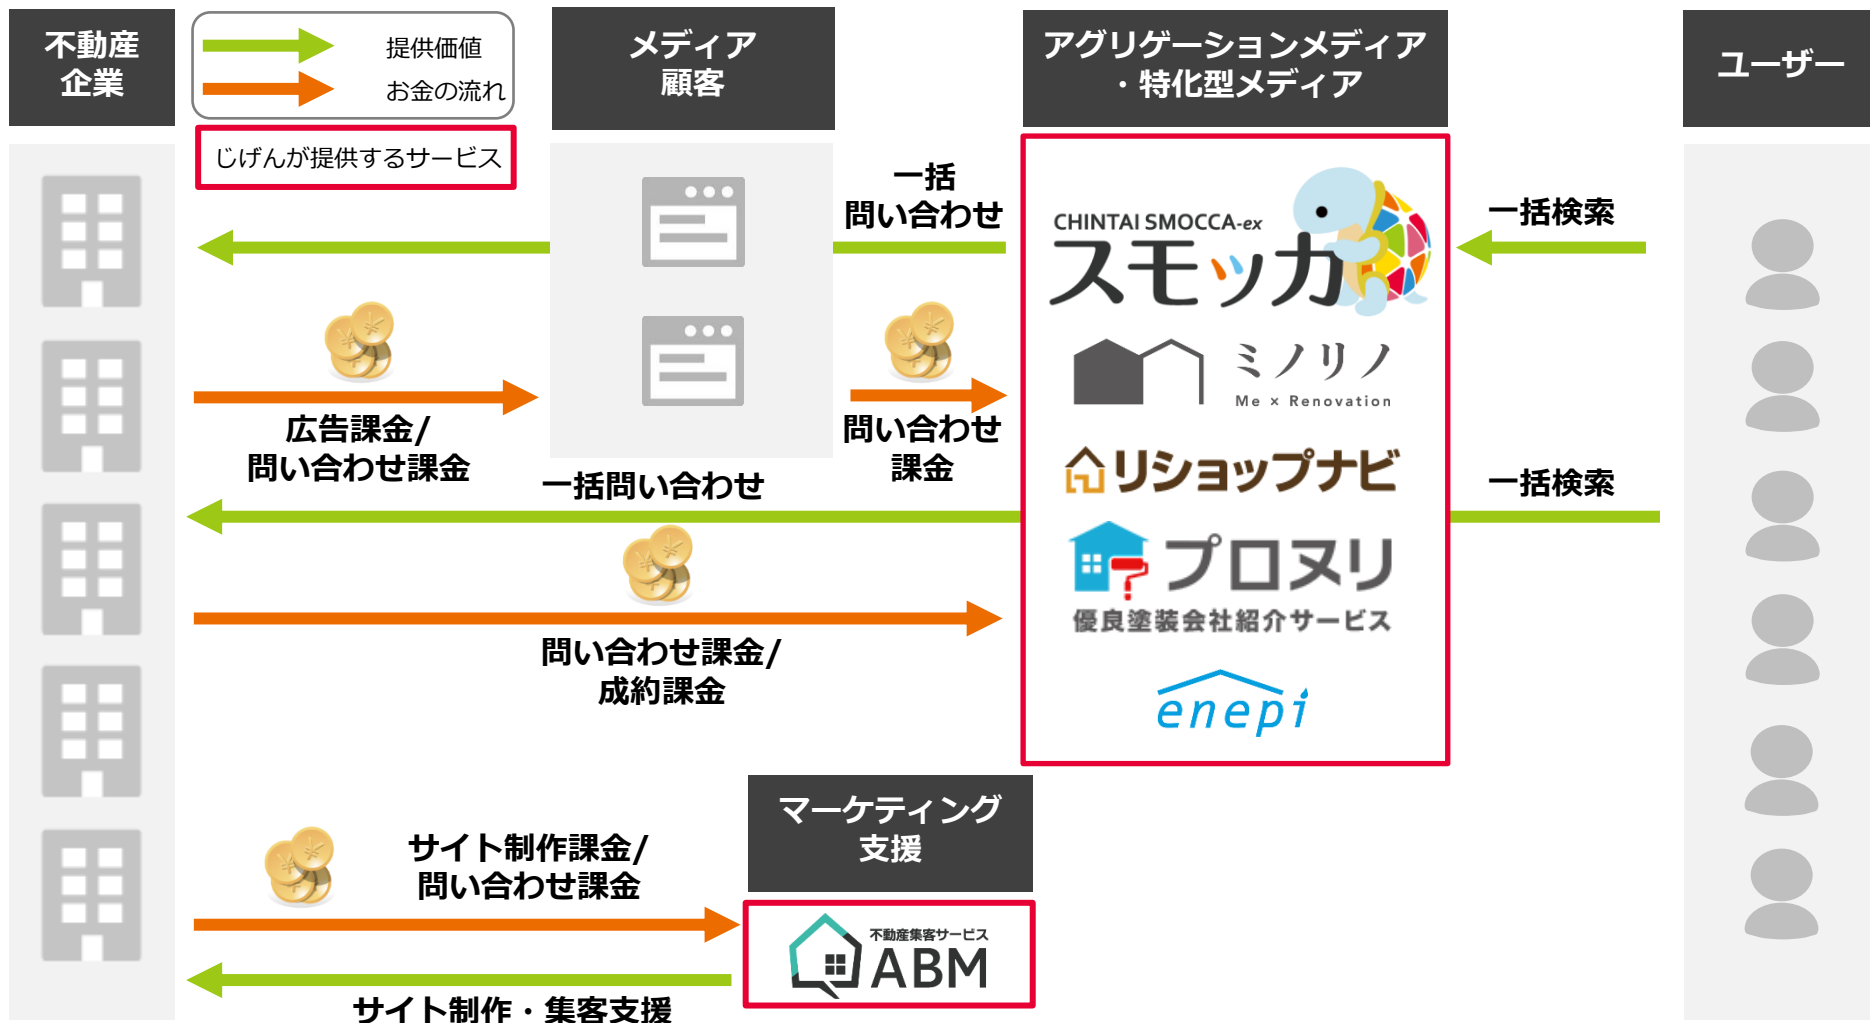 不動産
企業
提供価値
お金の流れ
じげんが提供するサービス
メディア
顧客
アグリゲーションメディア
・特化型メディア
ユーザー
一括
問い合わせ
一括検索
CHINTAI SMOCCA-ex
スモッカ
ミノリノ
Me × Renovation
広告課金/
問い合わせ課金
問い合わせ
課金
リショップナビ
一括問い合わせ
一括検索
プロヌリ
優良塗装会社紹介サービス
問い合わせ課金/
成約課金
enepi
マーケティング
支援
サイト制作課金/
問い合わせ課金
不動産集客サービス
ABM
サイト制作・集客支援